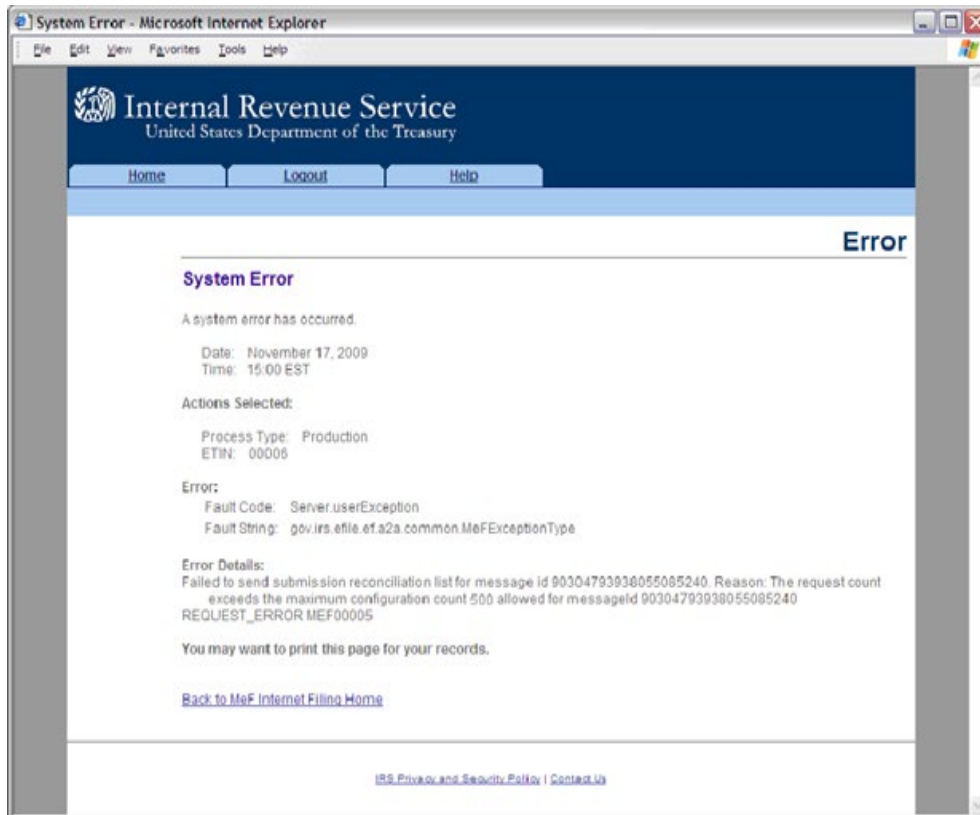 System Error - Microsoft Internet Explorer
File Edit View Favorites Tools Help
Internal Revenue Service
United States Department of the Treasury
Home Logout Help
Error
System Error
A system error has occurred.
Date: November 17, 2009
Time: 15:00 EST
Actions Selected:
Process Type: Production
ETIN: 00005
Error:
Fault Code: Server.userException
Fault String: gov.irs.efile.ef.a2a.common.MeFExceptionType
Error Details:
Failed to send submission reconciliation list for message id 90304793938055085240. Reason: The request count
exceeds the maximum configuration count 500 allowed for messageId 90304793938055085240
REQUEST_ERROR MEF00005
You may want to print this page for your records.
Back to MeF Internet Filing Home
IRS Privacy and Security Policy | Contact Us